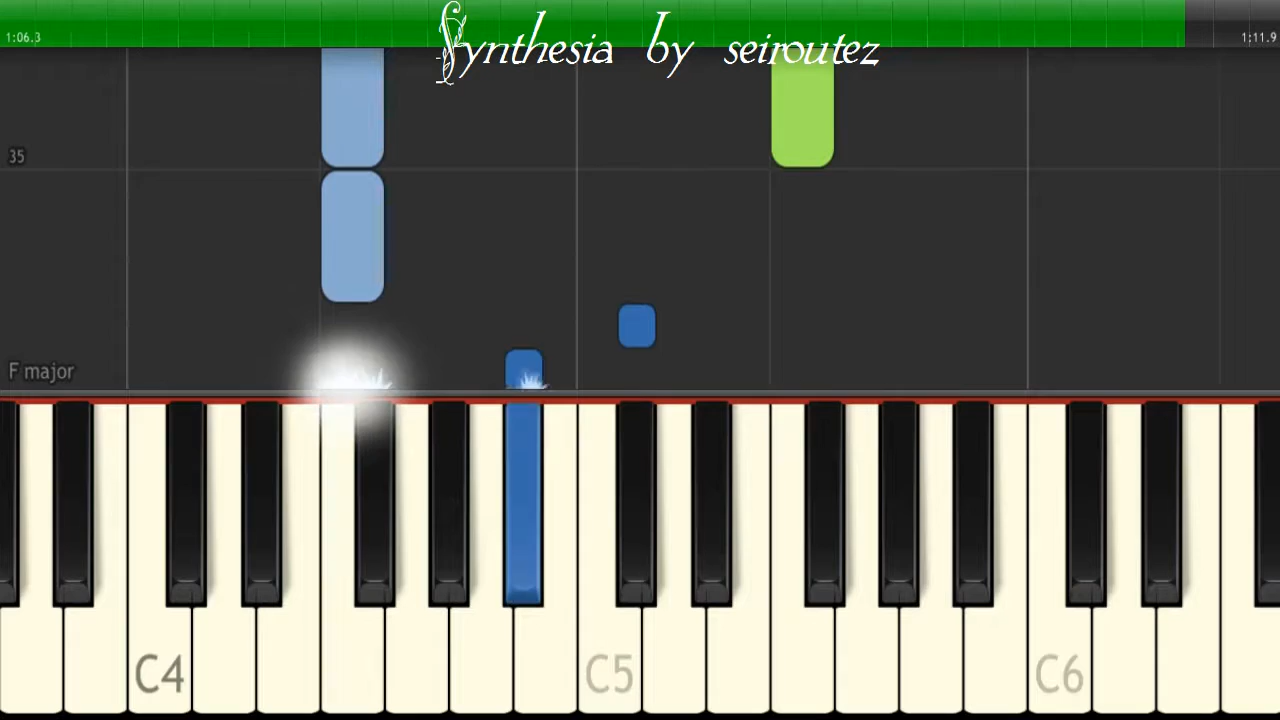 Synthesia by seiroutez
1:06.3
1:11.9
35
F major
C4
C5
C6